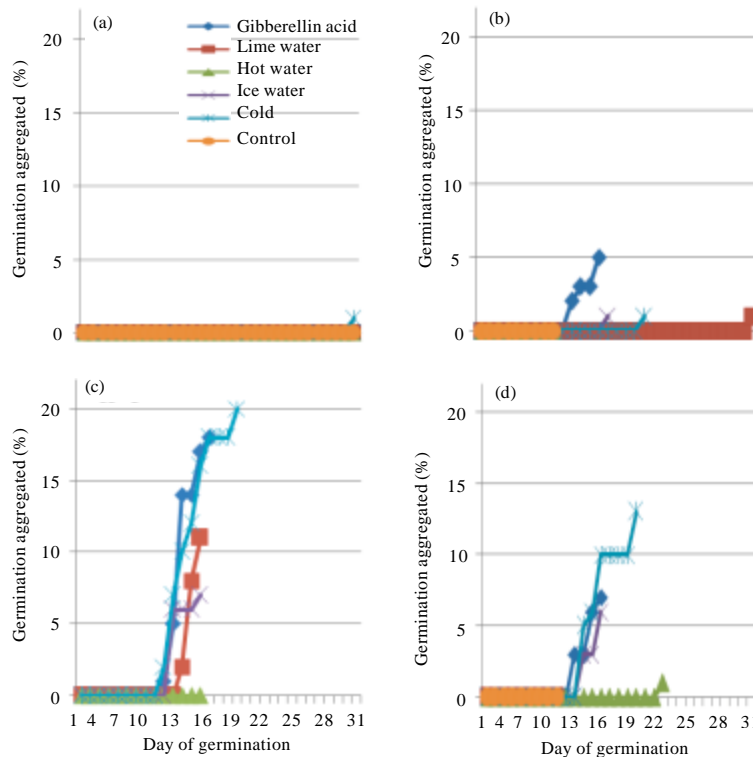 (a)
Gibberellin acid
Lime water
Hot water
Ice water
Cold
Control
Germination aggregated (%)
20
15
10
5
0
(b)
Germination aggregated (%)
20
15
10
5
0
(c)
Germination aggregated (%)
20
15
10
5
0
1 4 7 10 13 16 19 22 25 28 31
Day of germination
(d)
Germination aggregated (%)
20
15
10
5
0
1 4 7 10 13 16 19 22 25 28 3
Day of germination